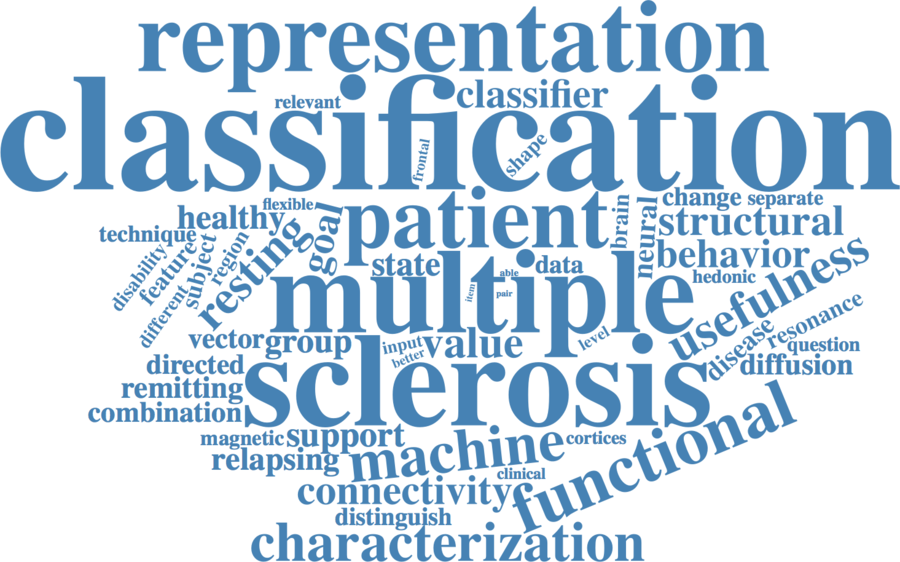 representation
classification
relevant
classifier
frontal
shape
patient
brain
neural
change
separate
healthy
flexible
technique
goal
structural
behavior
disability
feature
subject
region
resting
different
state
able
data
hedonic
multiple
item
pair
usefulness
vector
group
input
better
value
level
disease
resonance
question
directed
diffusion
remitting
sclerosis
combination
magnetic
support
machine
cortices
functional
relapsing
clinical
connectivity
distinguish
characterization